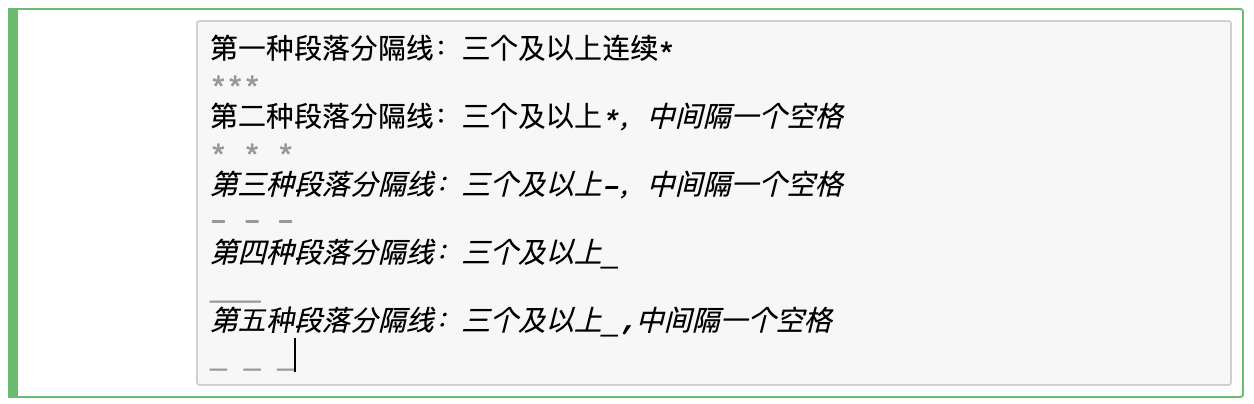 第一种段落分隔线：三个及以上连续*
***
第二种段落分隔线：三个及以上*，中间隔一个空格
* * *
第三种段落分隔线：三个及以上-，中间隔一个空格
- - -
第四种段落分隔线：三个及以上_
___
第五种段落分隔线：三个及以上_,中间隔一个空格
_ _ _